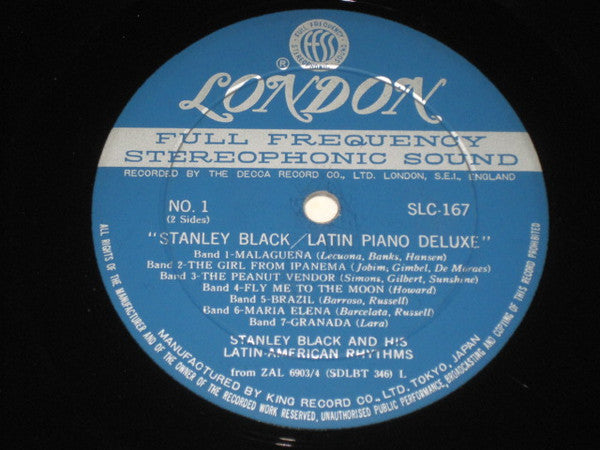 FULL FREQUENCY
ffss
®
LONDON
FULL FREQUENCY
STEREOPHONIC SOUND
RECORDED BY THE DECCA RECORD CO., LTD. LONDON, S.E.I., ENGLAND
NO. 1
SLC-167
(2 Sides)
"STANLEY BLACK/LATIN PIANO DELUXE"
Band 1-MALAGUEÑA (Lecuona, Banks, Hansen)
Band 2-THE GIRL FROM IPANEMA (Jobim, Gimbel, De Moraes)
Band 3-THE PEANUT VENDOR (Simons, Gilbert, Sunshine)
Band 4-FLY ME TO THE MOON (Howard)
Band 5-BRAZIL (Barroso, Russell)
Band 6-MARIA ELENA (Barcelata, Russell)
Band 7-GRANADA (Lara)
STANLEY BLACK AND HIS
LATIN-AMERICAN RHYTHMS
from ZAL 6903/4 (SDLBT 346) L
MANUFACTURED BY KING RECORD CO., LTD. TOKYO, JAPAN
ALL RIGHTS OF THE MANUFACTURER AND OF THE OWNER OF THE RECORDED WORK RESERVED, UNAUTHORISED PUBLIC PERFORMANCE, BROADCASTING AND COPYING OF THIS RECORD PROHIBITED